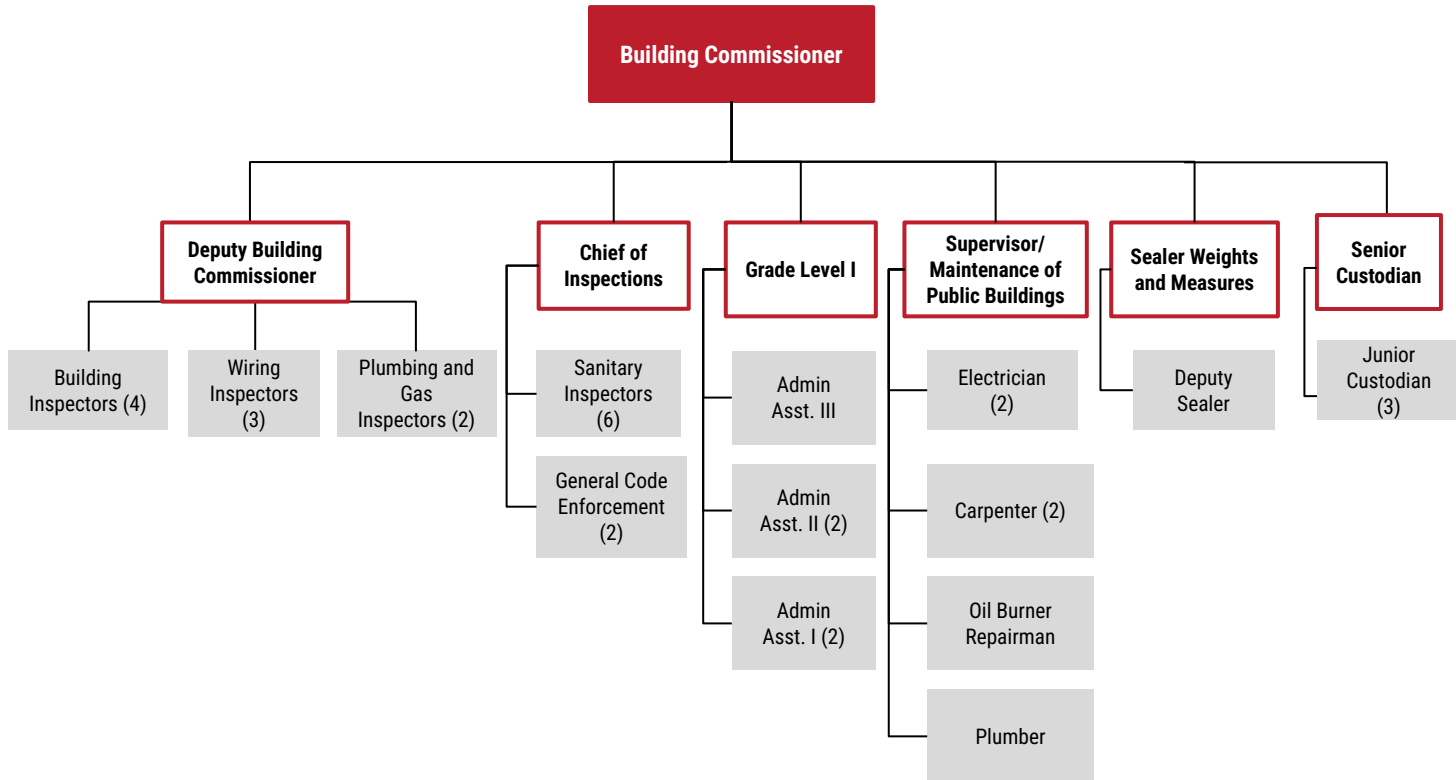 Building Commissioner
Deputy Building
Commissioner
Chief of
Inspections
Grade Level I
Supervisor/
Maintenance of
Public Buildings
Sealer Weights
and Measures
Senior
Custodian
Building
Inspectors (4)
Wiring
Inspectors
(3)
Plumbing and
Gas
Inspectors (2)
Sanitary
Inspectors
(6)
General Code
Enforcement
(2)
Admin
Asst. III
Admin
Asst. II (2)
Admin
Asst. I (2)
Electrician
(2)
Carpenter (2)
Oil Burner
Repairman
Plumber
Deputy
Sealer
Junior
Custodian
(3)